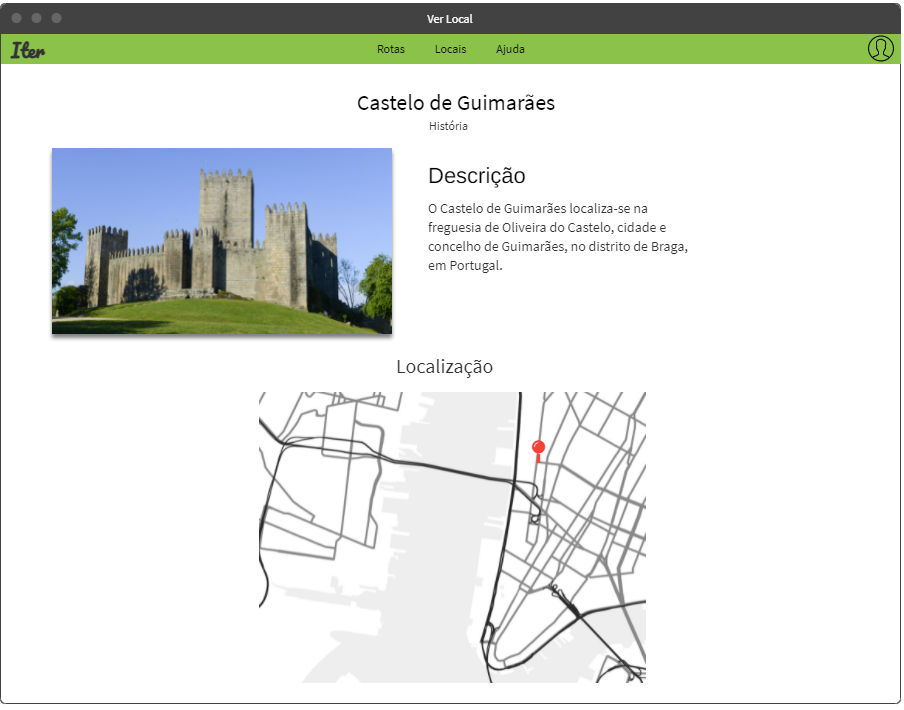 Ver Local
Iter
Rotas
Locais
Ajuda
Castelo de Guimarães
História
Descrição
O Castelo de Guimarães localiza-se na
freguesia de Oliveira do Castelo, cidade e
concelho de Guimarães, no distrito de Braga,
em Portugal.
Localização